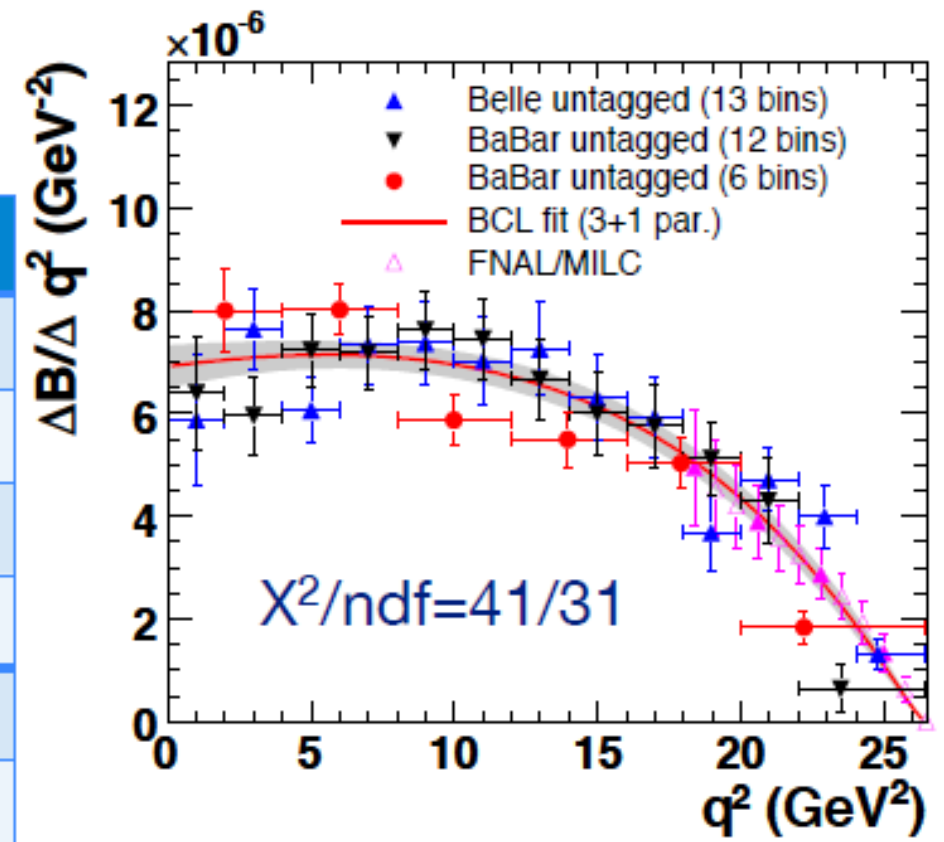 ×10⁻⁶
ΔB/Δ q² (GeV⁻²)
12
10
8
6
4
2
0
Belle untagged (13 bins)
BaBar untagged (12 bins)
BaBar untagged (6 bins)
BCL fit (3+1 par.)
FNAL/MILC
X²/ndf=41/31
0 5 10 15 20 25
q² (GeV²)